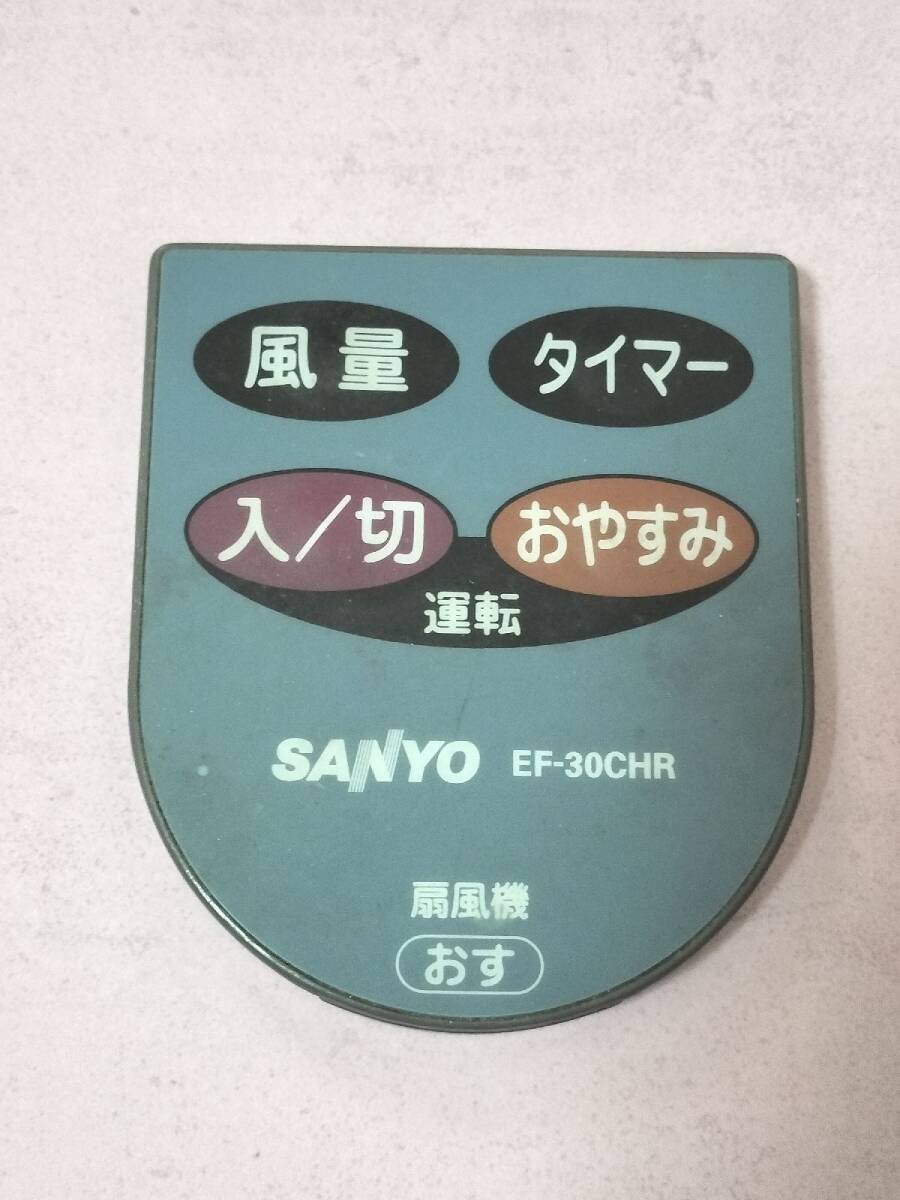 風量 タイマー
入/切 おやすみ
運転
SANYO EF-30CHR
扇風機
おす